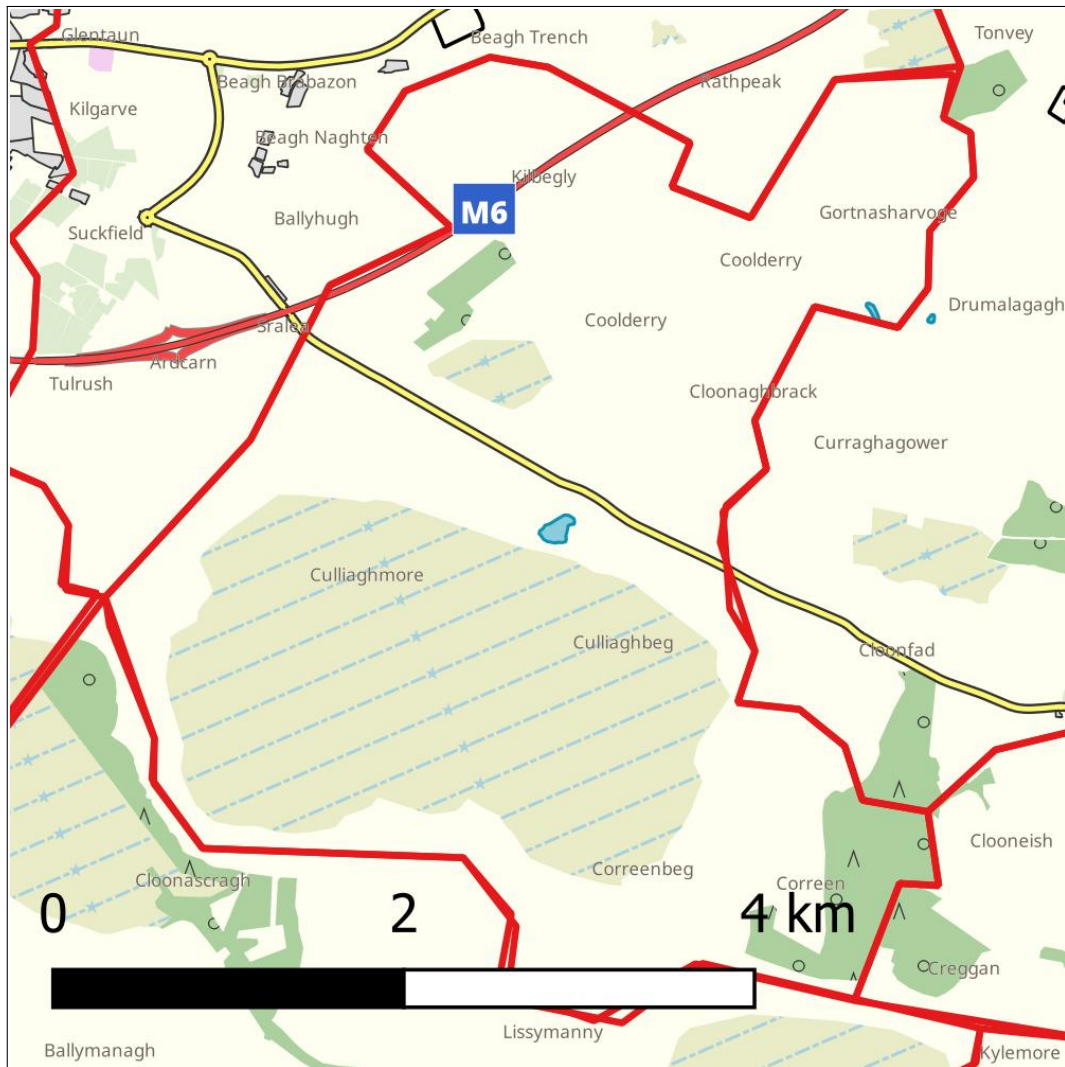 Glentaun
Beagh Trench
Tonvey
Beagh Brabazon
Rathpeak
Kilgarve
Beagh Naghten
Kilbegly
M6
Ballyhugh
Gortnasharvoge
Suckfield
Coolderry
Drumalagagh
Coolderry
Sralea
Ardcarn
Tulrush
Cloonaghbrack
Curraghagower
Culliaghmore
Culliaghbeg
Cloonfad
Clooneish
Correenbeg
Cloonascragh
Correen
0 2 4 km
Creggan
Lissymanny
Ballymanagh
Kylemore